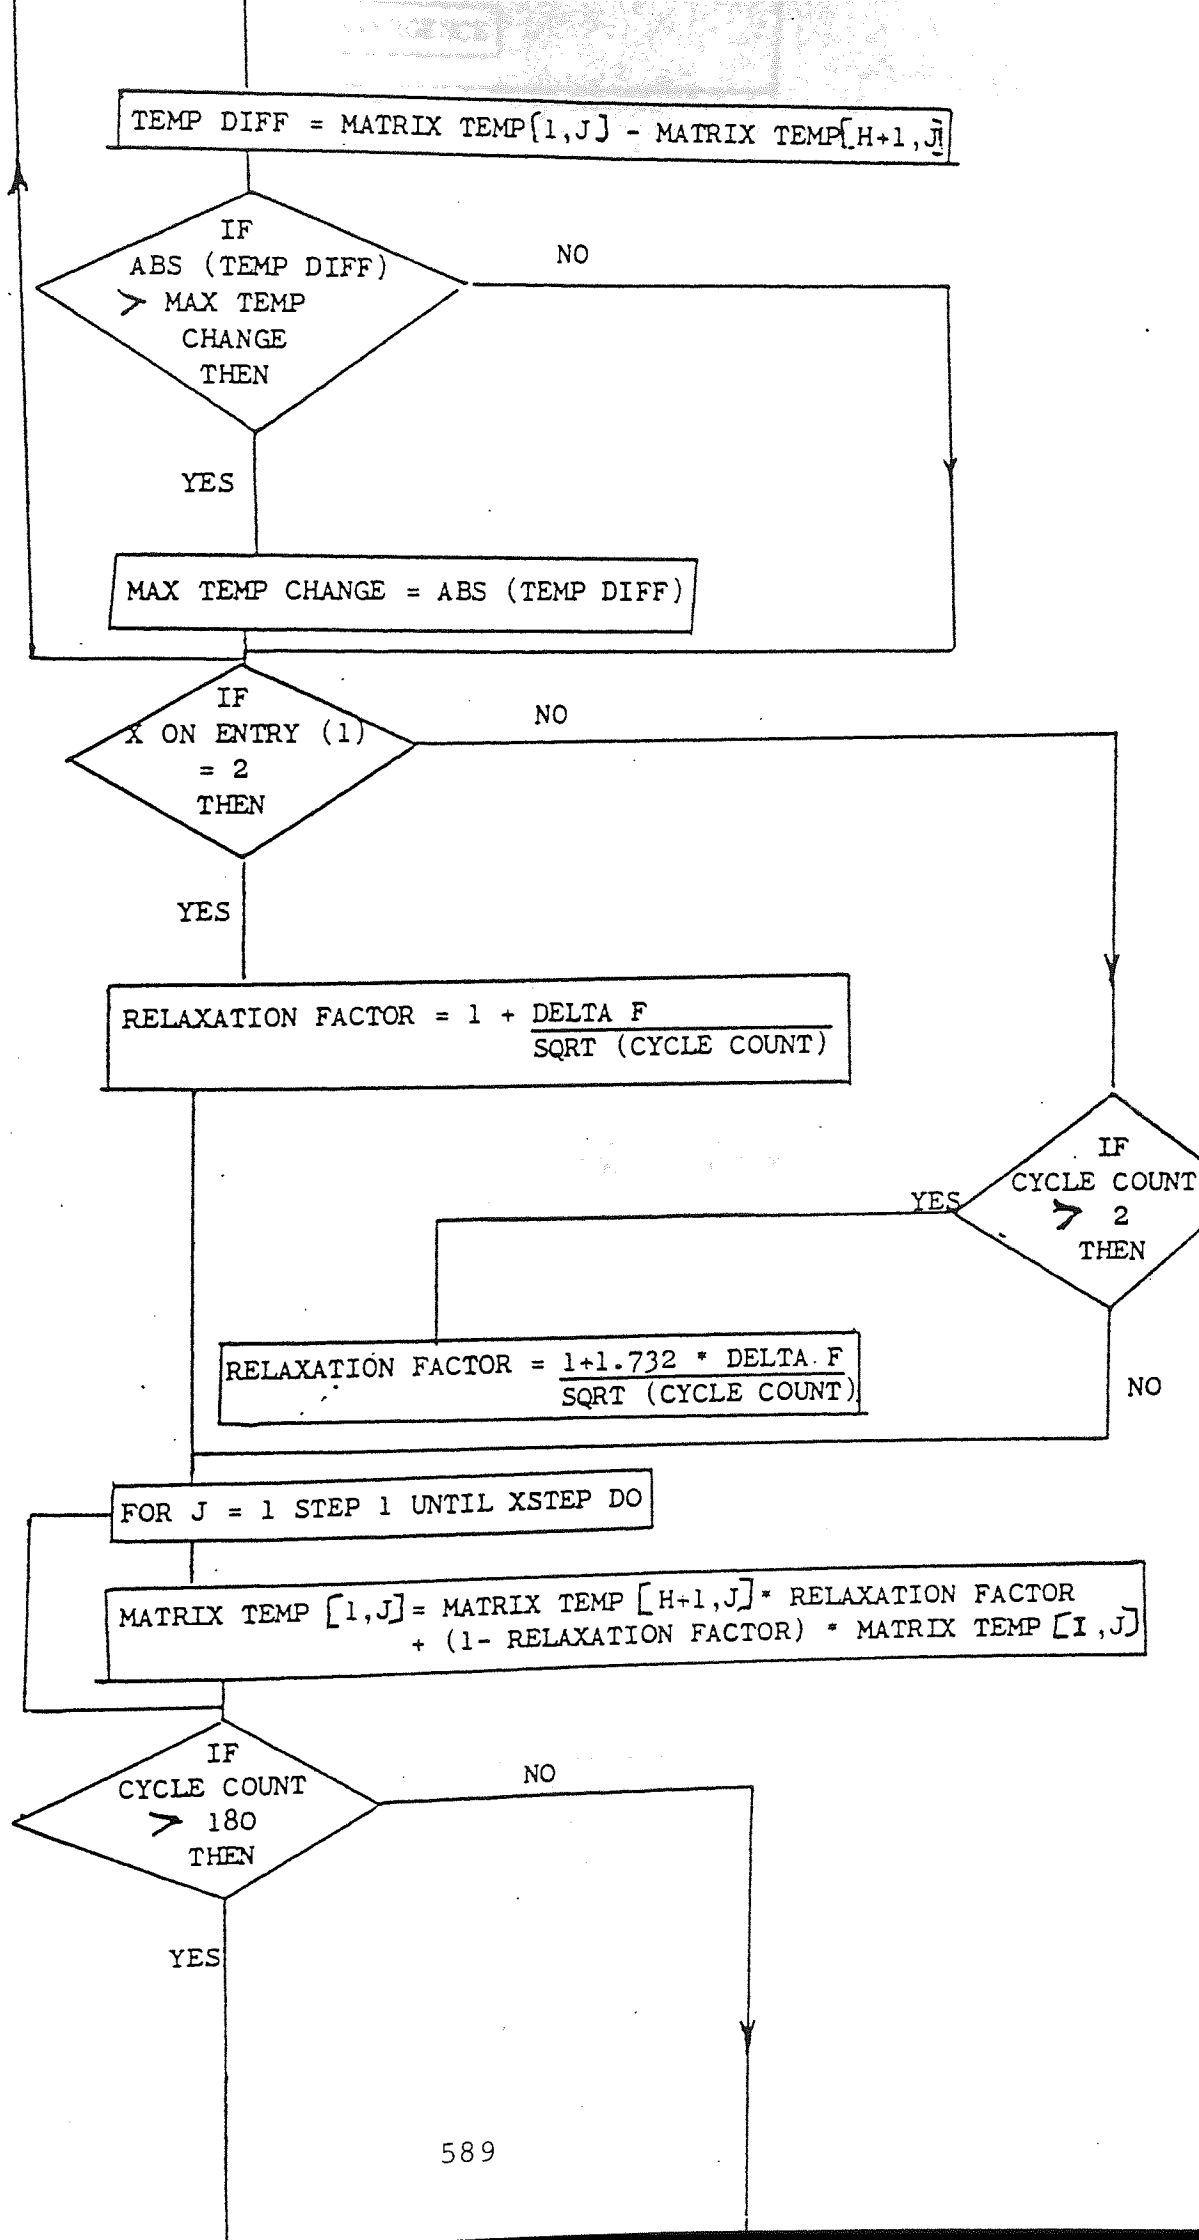 TEMP DIFF = MATRIX TEMP[1,J] - MATRIX TEMP[H+1,J]
IF
ABS (TEMP DIFF)
> MAX TEMP
CHANGE
THEN
NO
YES
MAX TEMP CHANGE = ABS (TEMP DIFF)
IF
X ON ENTRY (1)
= 2
THEN
NO
YES
RELAXATION FACTOR = 1 + DELTA F
SQRT (CYCLE COUNT)
IF
CYCLE COUNT
> 2
THEN
YES
RELAXATION FACTOR = 1+1.732 * DELTA F
SQRT (CYCLE COUNT)
NO
FOR J = 1 STEP 1 UNTIL XSTEP DO
MATRIX TEMP [1,J] = MATRIX TEMP [H+1,J] * RELAXATION FACTOR
+ (1- RELAXATION FACTOR) * MATRIX TEMP [I,J]
IF
CYCLE COUNT
> 180
THEN
NO
YES
589